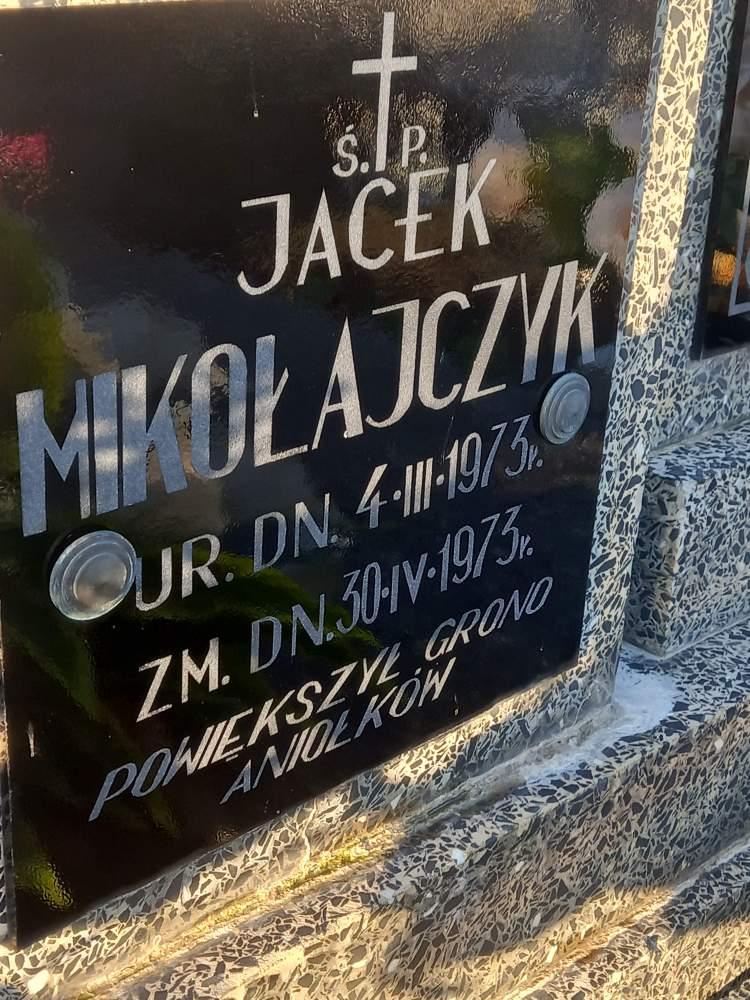 Ś. P.
JACEK
MIKOŁAJCZYK
UR. DN. 4·III·1973r.
ZM. DN. 30·IV·1973r.
POWIĘKSZYŁ GRONO
ANIOŁKÓW